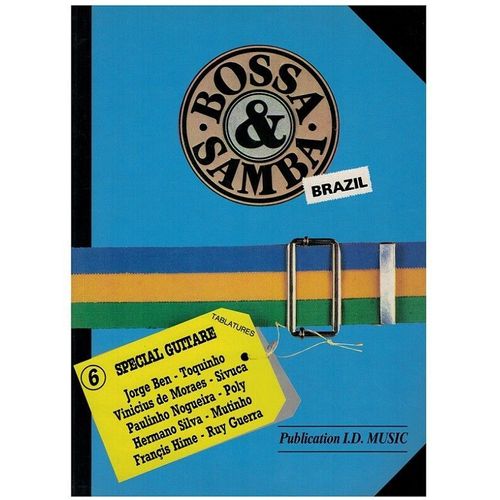 BOSSA
&
SAMBA
BRAZIL
TABLATURES
6 SPECIAL GUITARE
Jorge Ben - Toquinho
Vinicius de Moraes - Sivuca
Paulinho Nogueira - Poly
Hermano Silva - Mutinho
Françis Hime - Ruy Guerra
Publication I.D. MUSIC